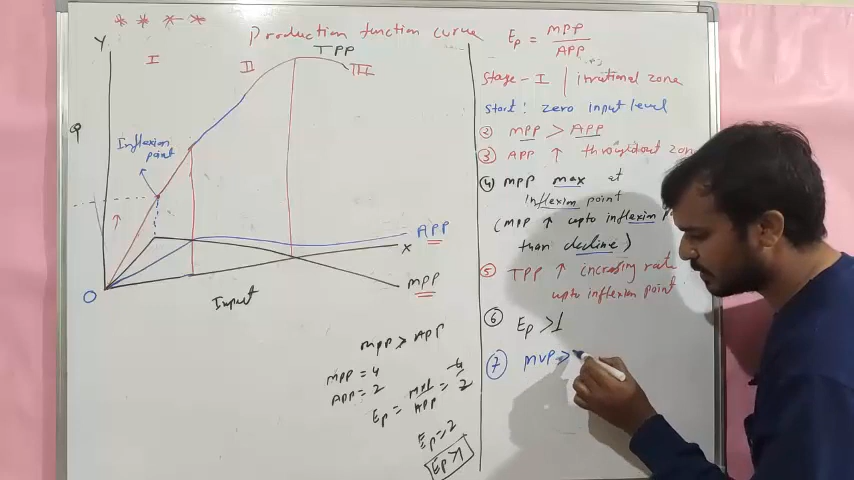 * * *-*
Production function curve
TPP
Y
I
II
III
Q
Inflexion
point
APP
X
MPP
O
Input
MPP > APP
MPP = 4
APP = 2
Ep = MPP/APP = 4/2
Ep = 2
Ep >1
Ep = MPP/APP
Stage - I | irrational zone
Start: zero input level
② MPP > APP
③ APP ↑ throughout zon
④ MPP max at
inflexion point
(MPP ↑ upto inflexion p
than decline)
⑤ TPP ↑ increasing rate
upto inflexion point
⑥ Ep >1
⑦ MVP >